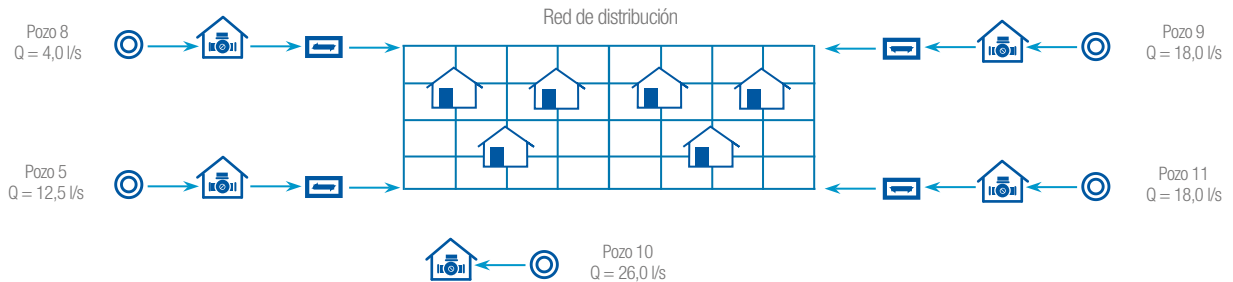 Red de distribución
Pozo 8
Q = 4,0 l/s
Pozo 9
Q = 18,0 l/s
Pozo 5
Q = 12,5 l/s
Pozo 11
Q = 18,0 l/s
Pozo 10
Q = 26,0 l/s